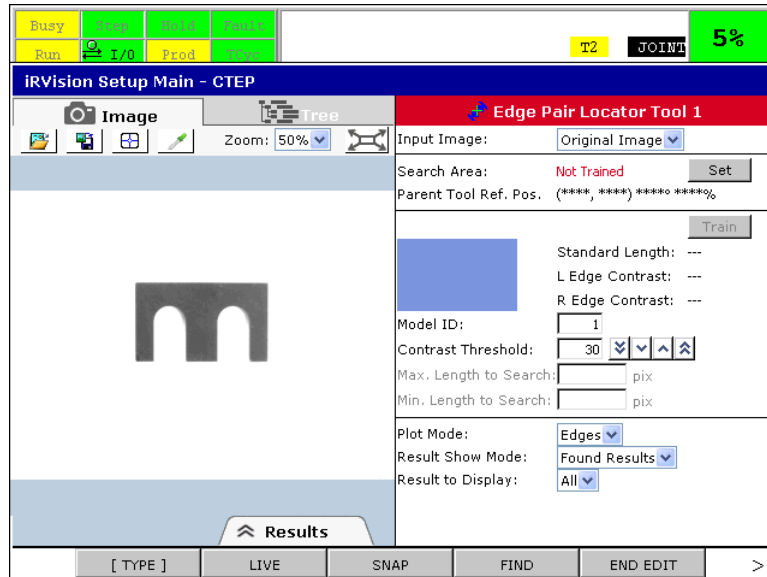 Busy Step Hold Fault
Run I/O Prod TCyc
T2 JOINT 5%
iRVision Setup Main - CTEP
Image Tree
Zoom: 50%
Edge Pair Locator Tool 1
Input Image: Original Image
Search Area: Not Trained Set
Parent Tool Ref. Pos. (****, ****) ****° ****%
Train
Standard Length: ---
L Edge Contrast: ---
R Edge Contrast: ---
Model ID: 1
Contrast Threshold: 30
Max. Length to Search: pix
Min. Length to Search: pix
Plot Mode: Edges
Result Show Mode: Found Results
Result to Display: All
Results
[ TYPE ] LIVE SNAP FIND END EDIT >